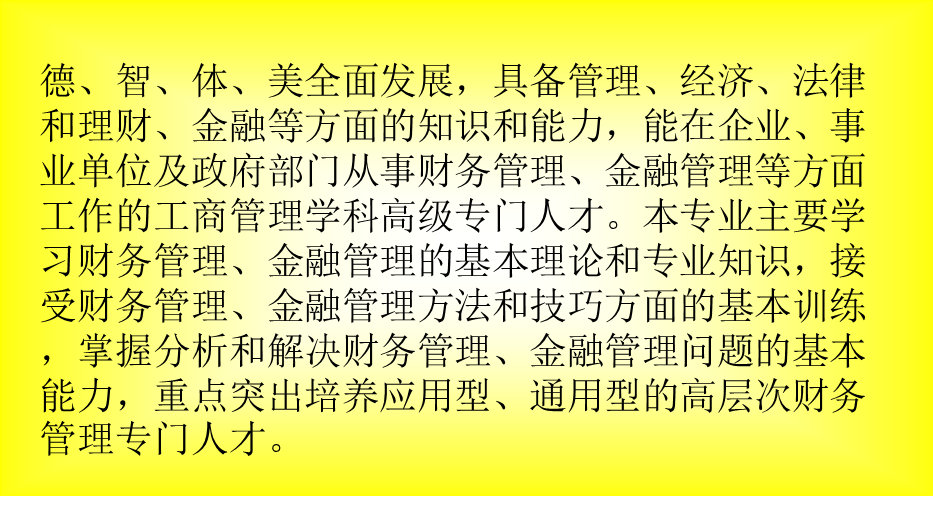 德、智、体、美全面发展，具备管理、经济、法律
和理财、金融等方面的知识和能力，能在企业、事
业单位及政府部门从事财务管理、金融管理等方面
工作的工商管理学科高级专门人才。本专业主要学
习财务管理、金融管理的基本理论和专业知识，接
受财务管理、金融管理方法和技巧方面的基本训练
，掌握分析和解决财务管理、金融管理问题的基本
能力，重点突出培养应用型、通用型的高层次财务
管理专门人才。